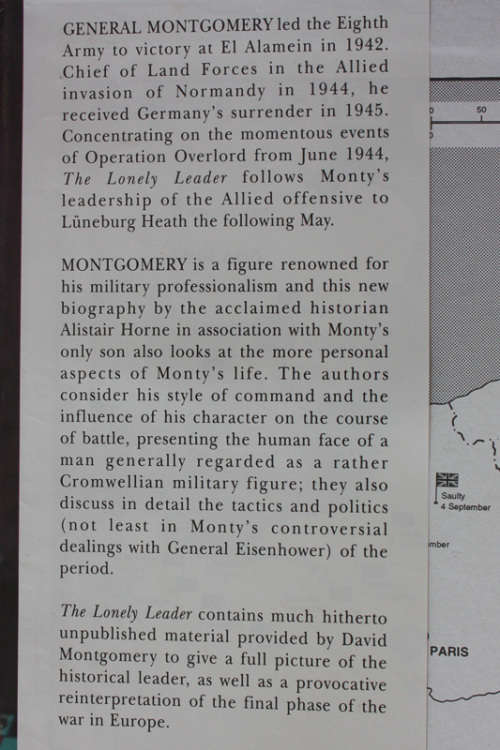 GENERAL MONTGOMERY led the Eighth
Army to victory at El Alamein in 1942.
Chief of Land Forces in the Allied
invasion of Normandy in 1944, he
received Germany's surrender in 1945.
Concentrating on the momentous events
of Operation Overlord from June 1944,
The Lonely Leader follows Monty's
leadership of the Allied offensive to
Lüneburg Heath the following May.
MONTGOMERY is a figure renowned for
his military professionalism and this new
biography by the acclaimed historian
Alistair Horne in association with Monty's
only son also looks at the more personal
aspects of Monty's life. The authors
consider his style of command and the
influence of his character on the course
of battle, presenting the human face of a
man generally regarded as a rather
Cromwellian military figure; they also
discuss in detail the tactics and politics
(not least in Monty's controversial
dealings with General Eisenhower) of the
period.
The Lonely Leader contains much hitherto
unpublished material provided by David
Montgomery to give a full picture of the
historical leader, as well as a provocative
reinterpretation of the final phase of the
war in Europe.
0 50
0
Saulty
4 September
mber
PARIS